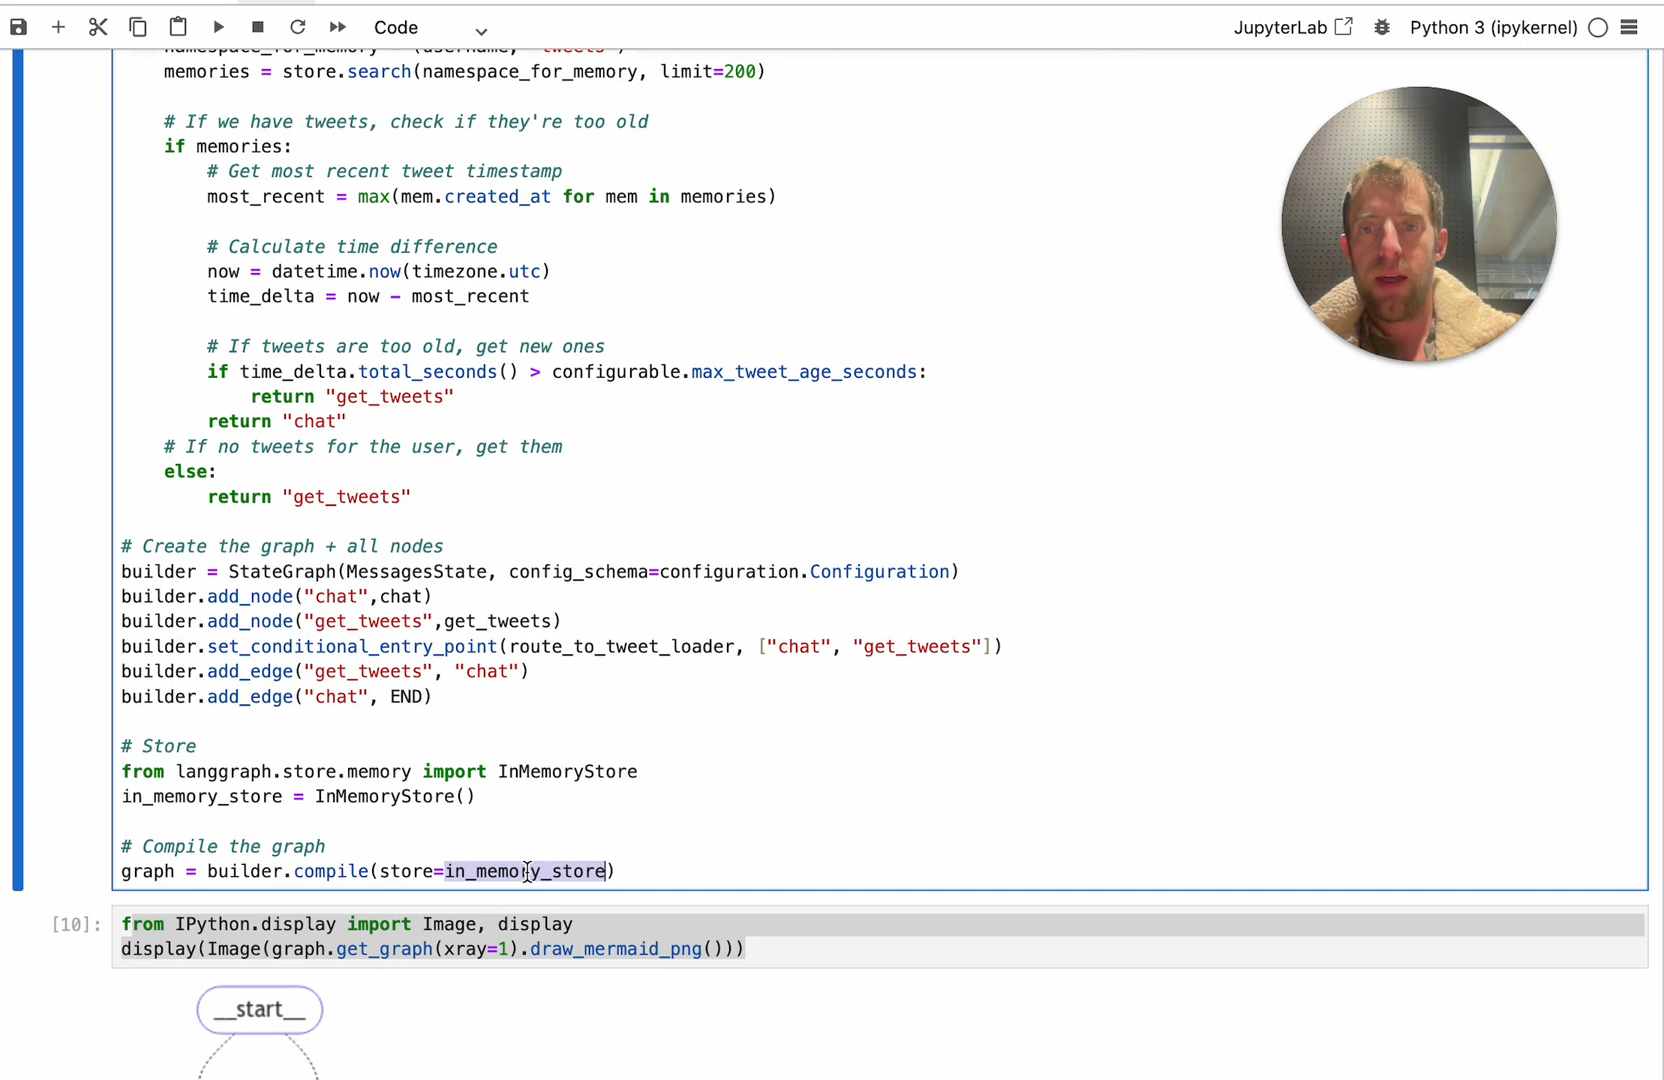 Code
JupyterLab
Python 3 (ipykernel)
namespace_for_memory = (username, "tweets")
memories = store.search(namespace_for_memory, limit=200)
# If we have tweets, check if they're too old
if memories:
# Get most recent tweet timestamp
most_recent = max(mem.created_at for mem in memories)
# Calculate time difference
now = datetime.now(timezone.utc)
time_delta = now - most_recent
# If tweets are too old, get new ones
if time_delta.total_seconds() > configurable.max_tweet_age_seconds:
return "get_tweets"
return "chat"
# If no tweets for the user, get them
else:
return "get_tweets"
# Create the graph + all nodes
builder = StateGraph(MessagesState, config_schema=configuration.Configuration)
builder.add_node("chat",chat)
builder.add_node("get_tweets",get_tweets)
builder.set_conditional_entry_point(route_to_tweet_loader, ["chat", "get_tweets"])
builder.add_edge("get_tweets", "chat")
builder.add_edge("chat", END)
# Store
from langgraph.store.memory import InMemoryStore
in_memory_store = InMemoryStore()
# Compile the graph
graph = builder.compile(store=in_memory_store)
[10]:
from IPython.display import Image, display
display(Image(graph.get_graph(xray=1).draw_mermaid_png()))
__start__